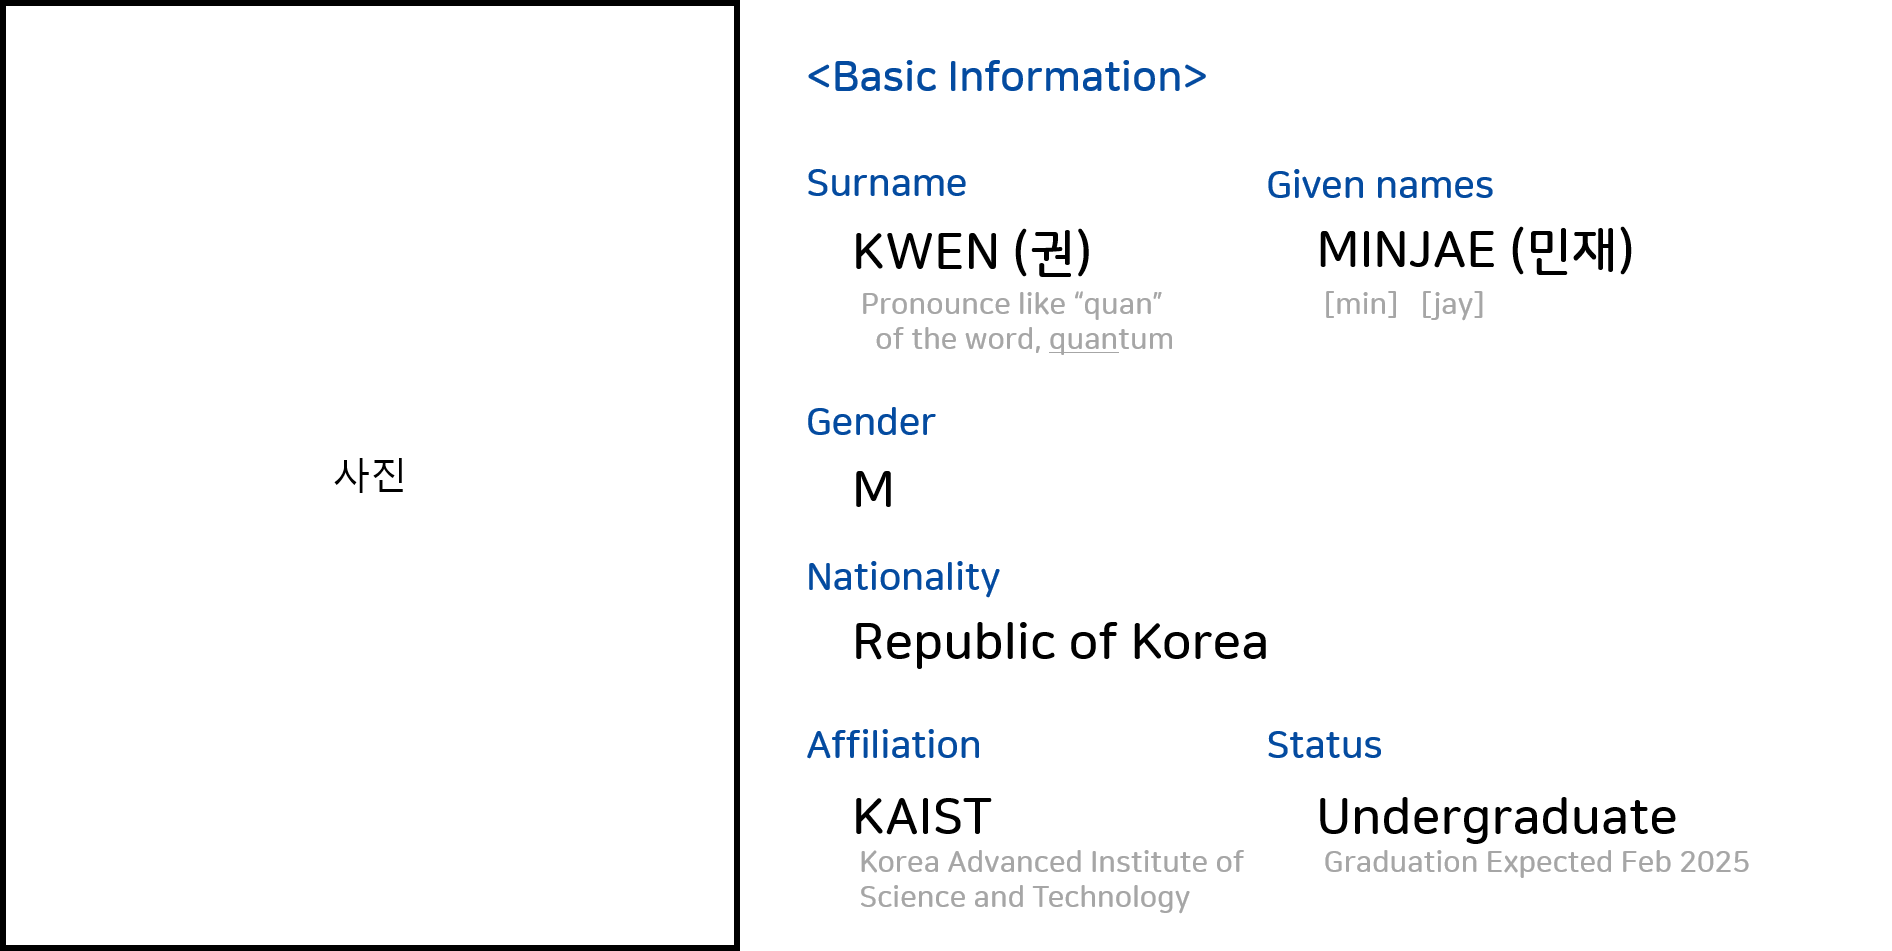 사진
<Basic Information>
Surname
KWEN (권)
Pronounce like “quan”
of the word, quantum
Given names
MINJAE (민재)
[min] [jay]
Gender
M
Nationality
Republic of Korea
Affiliation
KAIST
Korea Advanced Institute of
Science and Technology
Status
Undergraduate
Graduation Expected Feb 2025